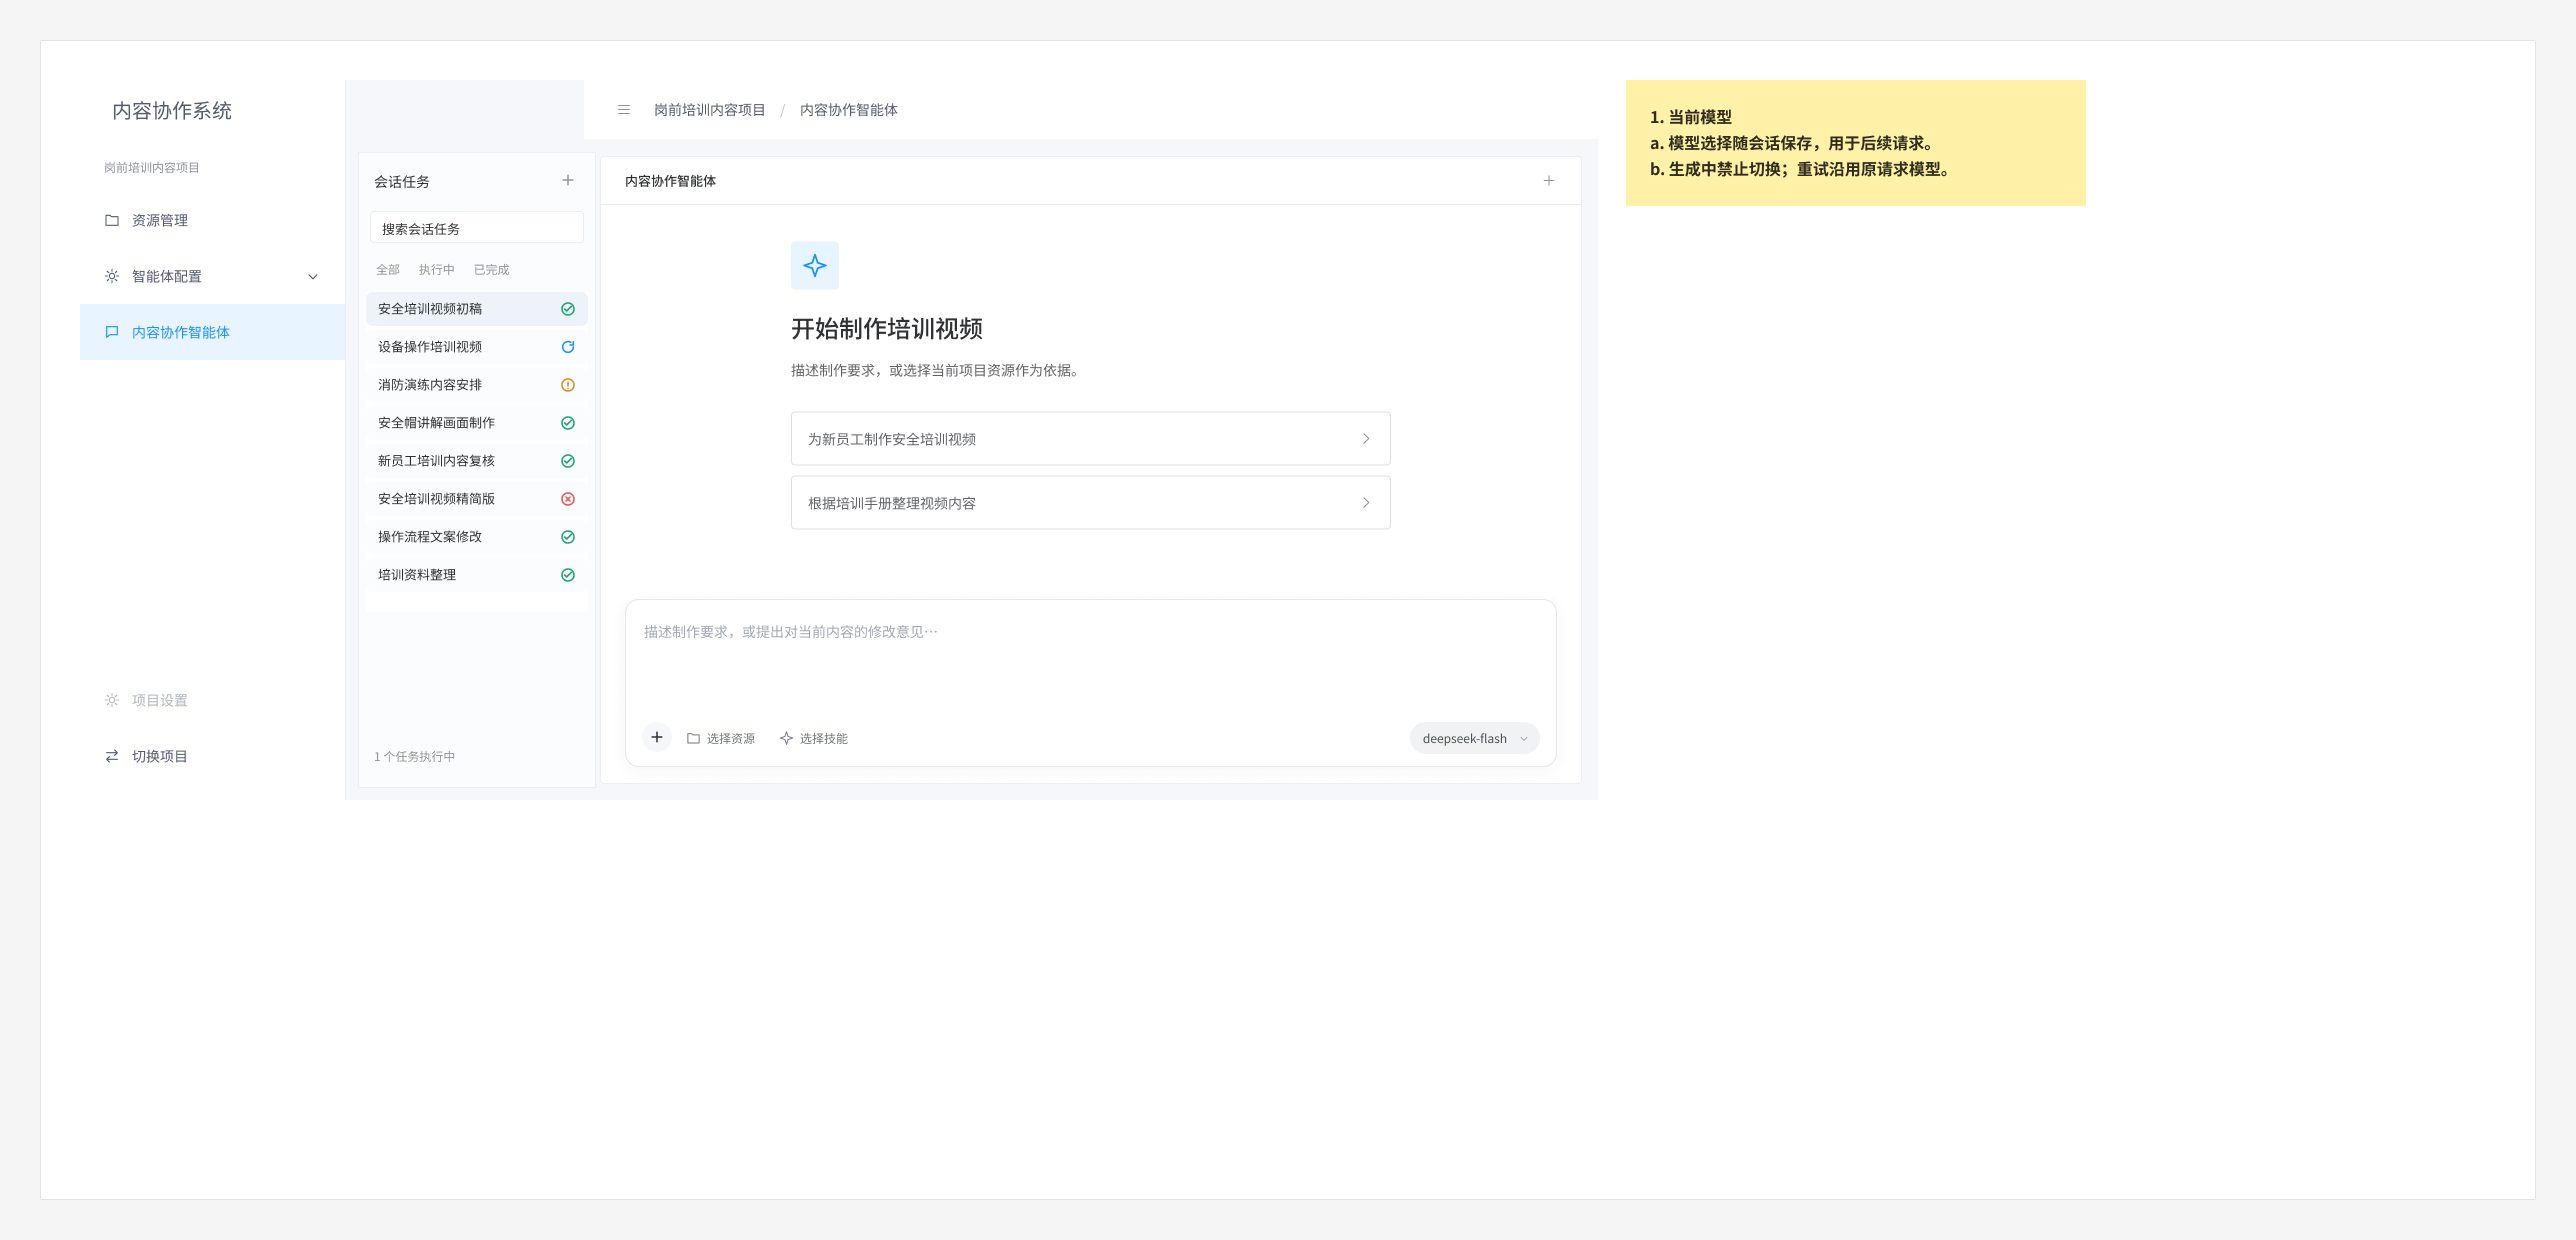 内容协作系统
岗前培训内容项目
资源管理
智能体配置
内容协作智能体
项目设置
切换项目
岗前培训内容项目 / 内容协作智能体
会话任务
搜索会话任务
全部 执行中 已完成
安全培训视频初稿
设备操作培训视频
消防演练内容安排
安全帽讲解画面制作
新员工培训内容复核
安全培训视频精简版
操作流程文案修改
培训资料整理
1 个任务执行中
内容协作智能体
开始制作培训视频
描述制作要求，或选择当前项目资源作为依据。
为新员工制作安全培训视频
根据培训手册整理视频内容
描述制作要求，或提出对当前内容的修改意见…
选择资源 选择技能 deepseek-flash
1. 当前模型
a. 模型选择随会话保存，用于后续请求。
b. 生成中禁止切换；重试沿用原请求模型。